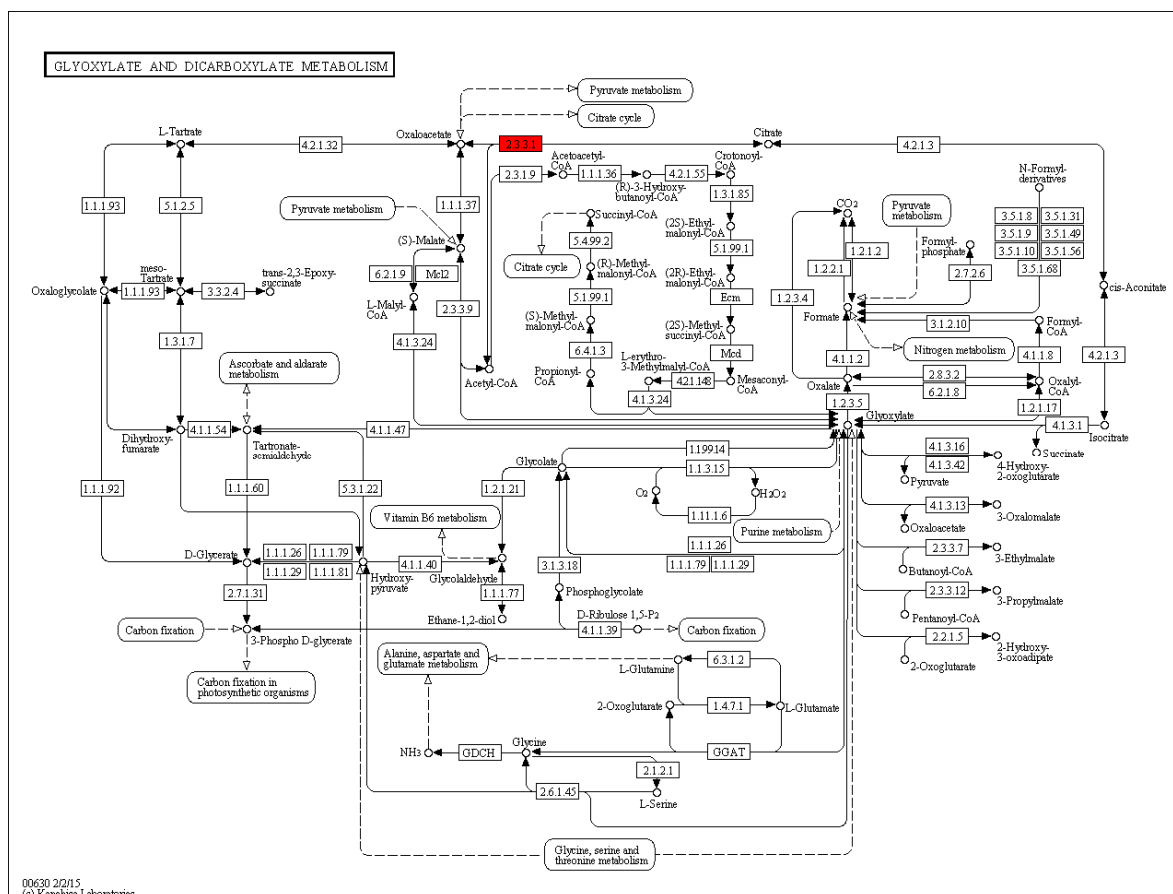 GLYOXYLATE AND DICARBOXYLATE METABOLISM
Pyruvate metabolism
Citrate cycle
L-Tartrate
4.2.1.32
Oxaloacetate
2.3.3.1
Citrate
4.2.1.3
Acetoacetyl-
CoA
2.3.1.9
1.1.1.36
4.2.1.55
Crotonoyl-
CoA
(R)-3-Hydroxy-
butanoyl-CoA
1.3.1.85
N-Formyl-
derivatives
1.1.1.93
5.1.2.5
1.1.1.37
Pyruvate metabolism
Succinyl-CoA
5.4.99.2
Citrate cycle
(2S)-Ethyl-
malonyl-CoA
5.1.99.1
CO2
Pyruvate
metabolism
3.5.1.8
3.5.1.31
3.5.1.9
3.5.1.49
3.5.1.10
3.5.1.56
3.5.1.68
Formyl-
phosphate
1.2.1.2
1.2.2.1
2.7.2.6
(S)-Malate
6.2.1.9
Mcl2
(R)-Methyl-
malonyl-CoA
(2R)-Ethyl-
malonyl-CoA
meso-
Tartrate
trans-2,3-Epoxy-
succinate
Oxaloglycolate
1.1.1.93
3.3.2.4
L-Malyl-
CoA
2.3.3.9
5.1.99.1
Ecm
1.2.3.4
cis-Aconitate
(S)-Methyl-
malonyl-CoA
(2S)-Methyl-
succinyl-CoA
Formate
3.1.2.10
Formyl-
CoA
1.3.1.7
4.1.3.24
6.4.1.3
Mcd
4.1.1.2
Nitrogen metabolism
4.1.1.8
4.2.1.3
Ascorbate and aldarate
metabolism
Acetyl-CoA
Propionyl-
CoA
L-erythro-
3-Methylmalyl-CoA
4.2.1.148
Mesaconyl-
CoA
4.1.3.24
Oxalate
2.8.3.2
6.2.1.8
Oxalyl-
CoA
1.2.3.5
1.2.1.17
Glyoxylate
4.1.3.1
Isocitrate
Dihydroxy-
fumarate
4.1.1.54
Tartronate-
semialdehyde
4.1.1.47
Succinate
1.1.99.14
Glycolate
1.1.3.15
4.1.3.16
4.1.3.42
Pyruvate
4-Hydroxy-
2-oxoglutarate
1.1.1.92
1.1.1.60
5.3.1.22
1.2.1.21
O2
H2O2
1.11.1.6
4.1.3.13
Oxaloacetate
3-Oxalomalate
Vitamin B6 metabolism
Purine metabolism
D-Glycerate
1.1.1.26
1.1.1.79
1.1.1.29
1.1.1.81
Hydroxy-
pyruvate
4.1.1.40
Glycolaldehyde
1.1.1.26
1.1.1.79
1.1.1.29
2.3.3.7
Butanoyl-CoA
3-Ethylmalate
3.1.3.18
2.7.1.31
1.1.1.77
Phosphoglycolate
2.3.3.12
Pentanoyl-CoA
3-Propylmalate
Ethane-1,2-diol
D-Ribulose 1,5-P2
Carbon fixation
3-Phospho D-glycerate
4.1.1.39
Carbon fixation
2.2.1.5
2-Oxoglutarate
2-Hydroxy-
3-oxoadipate
Alanine, aspartate and
glutamate metabolism
6.3.1.2
L-Glutamine
Carbon fixation in
photosynthetic organisms
2-Oxoglutarate
1.4.7.1
L-Glutamate
NH3
GDCH
Glycine
GGAT
2.1.2.1
2.6.1.45
L-Serine
Glycine, serine and
threonine metabolism
00630 2/2/15
(c) Kanehisa Laboratories